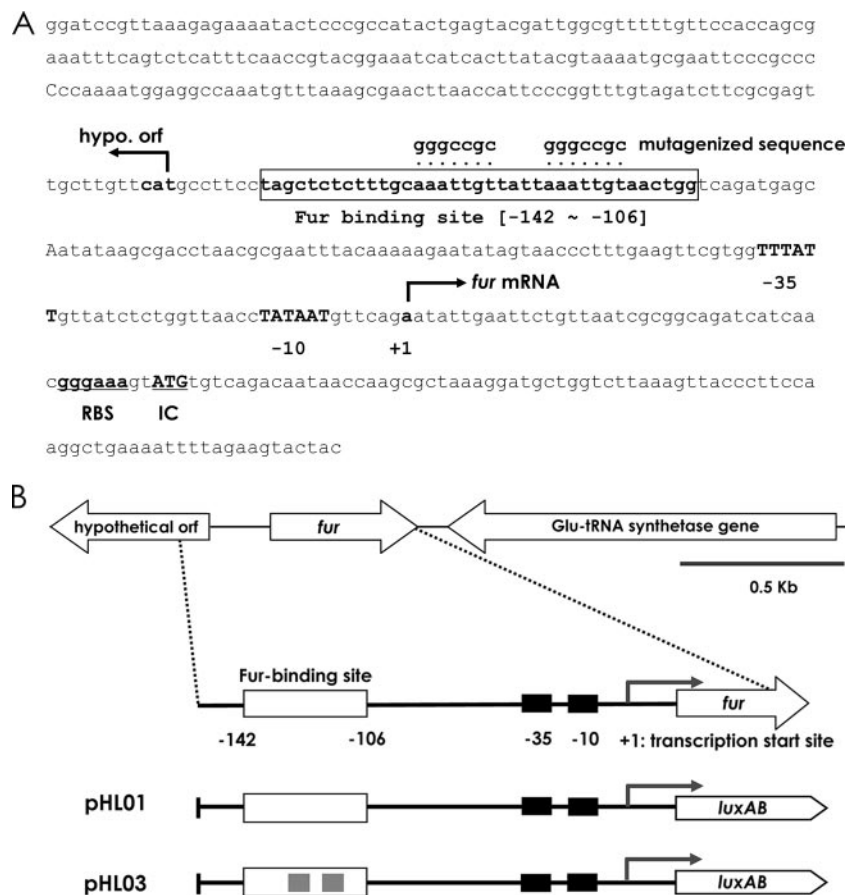 A
ggatccgttaaagagaaaatactcccgccatactgagtacgattggcgtttttgttccaccagcg
aaatttcagtctcatttcaaccgtacggaaatcatcacttatacgtaaaatgcgaattcccgccc
Cccaaaatggaggccaaatgtttaaagcgaacttaaccattcccggtttgtagatcttcgcgagt
hypo. orf
gggccgc gggccgc mutagenized sequence
tgcttgttcatgccttcctagctctctttgcaaattgttattaaattgtaactggtcagatgagc
Fur binding site [-142 ~ -106]
AatataagcgacctaacgcgaatttacaaaaagaatatagtaaccctttgaagttcgtggTTTAT
fur mRNA
-35
TgttatctctggttaaccTATAATgttcagaatattgaattctgttaatcgcggcagatcatcaa
-10 +1
cgggaaagtATGtgtcagacaataaccaagcgctaaaggatgctggtcttaaagttacccttcca
RBS IC
aggctgaaaattttagaagtactac
B
hypothetical orf fur Glu-tRNA synthetase gene
0.5 Kb
Fur-binding site
fur
-142 -106 -35 -10 +1: transcription start site
pHL01 luxAB
pHL03 luxAB